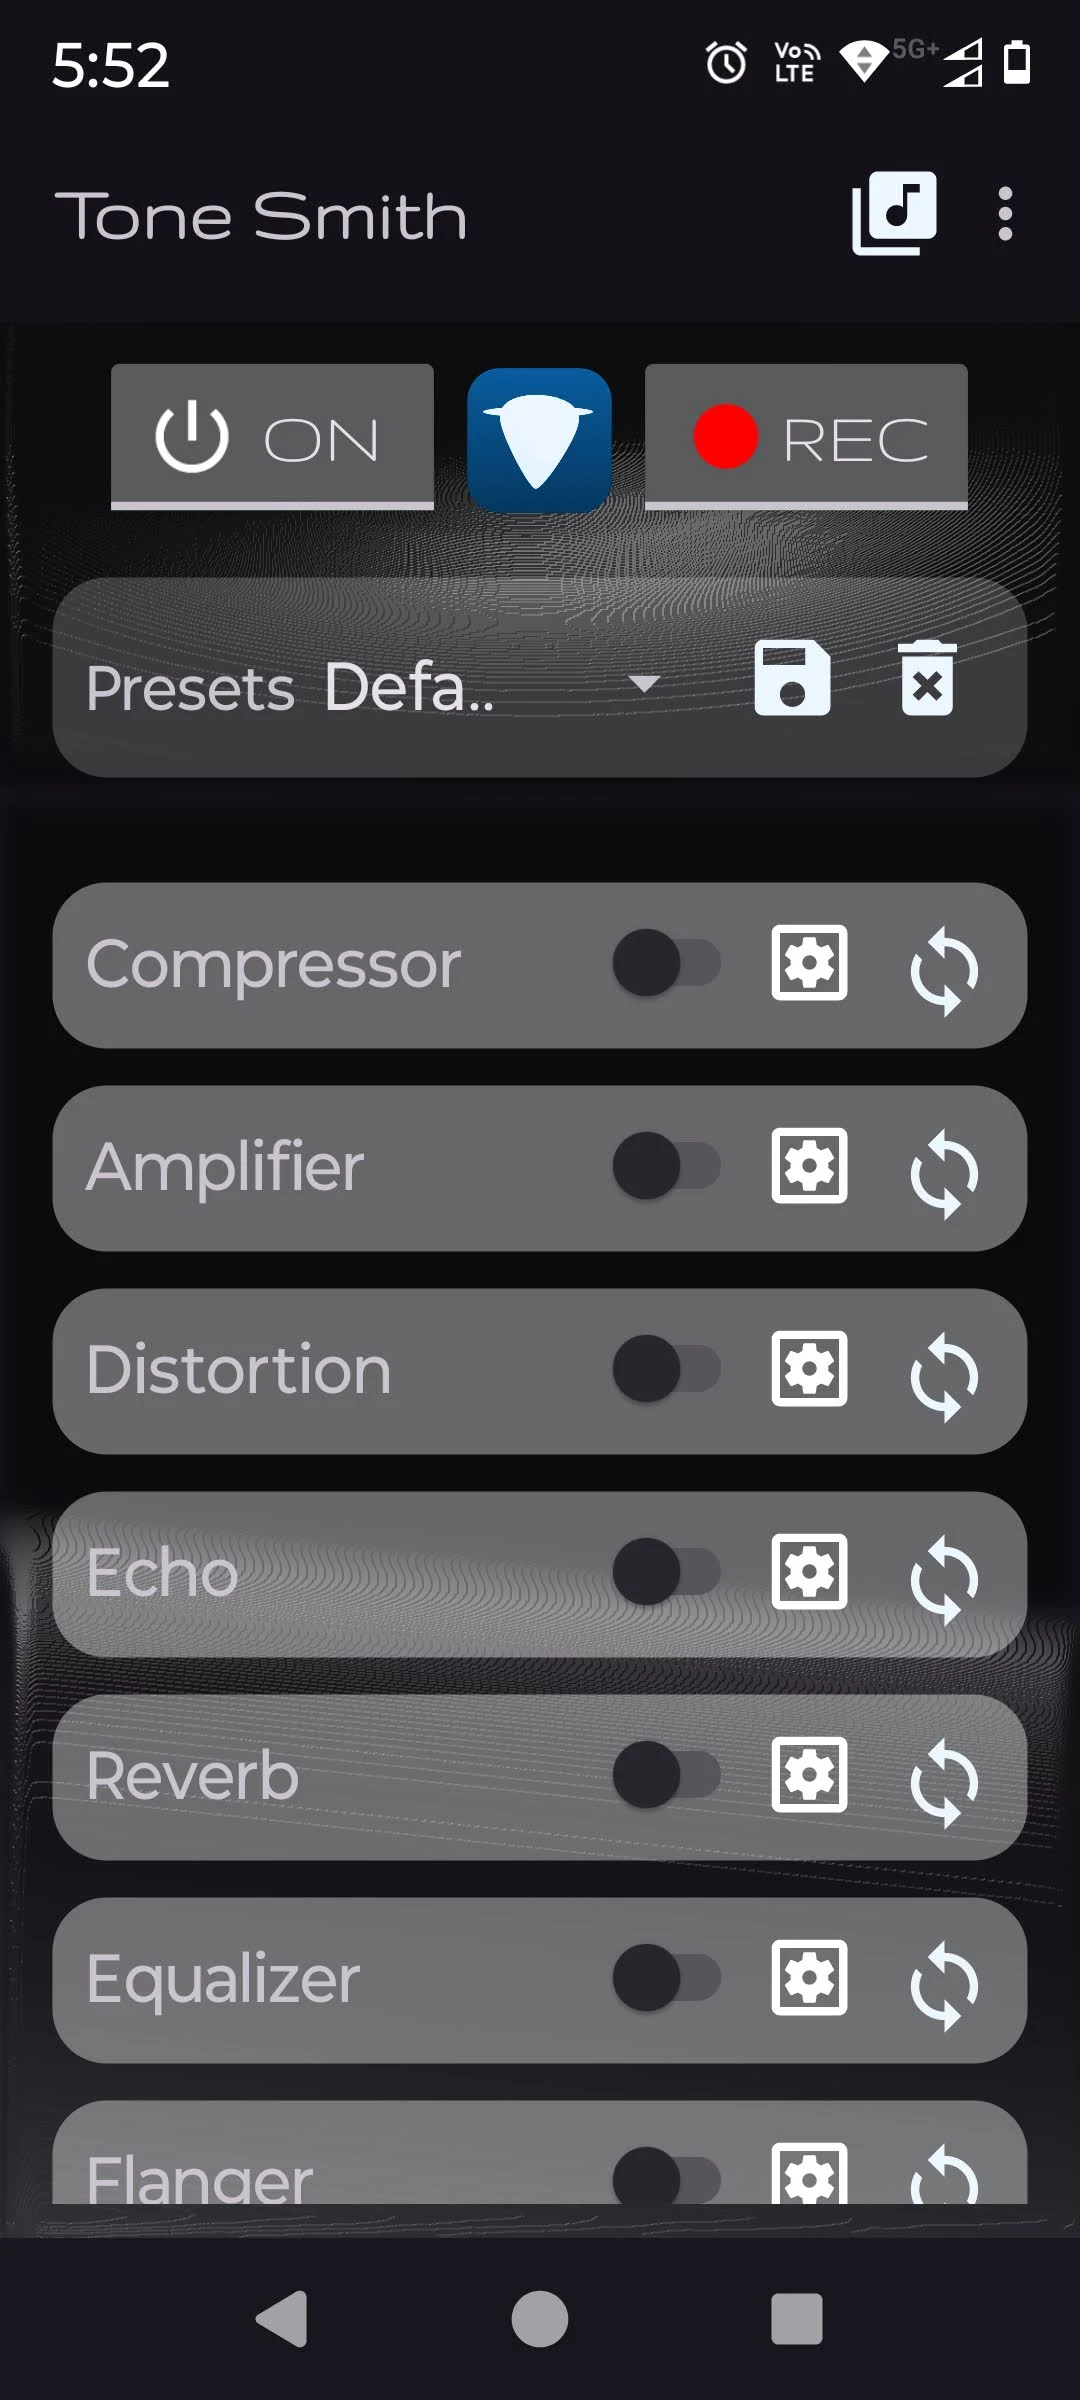 5:52
Vo LTE
5G+
Tone Smith
ON
REC
Presets Defa..
Compressor
Amplifier
Distortion
Echo
Reverb
Equalizer
Flanger